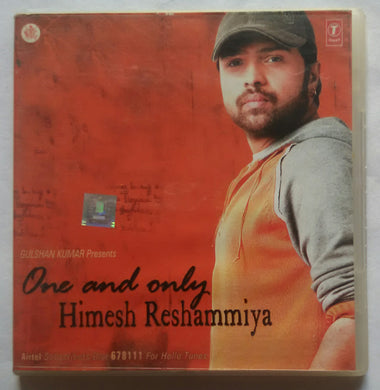 T
GULSHAN KUMAR Presents
One and only
Himesh Reshammiya
Airtel 678111 For Hello Tunes